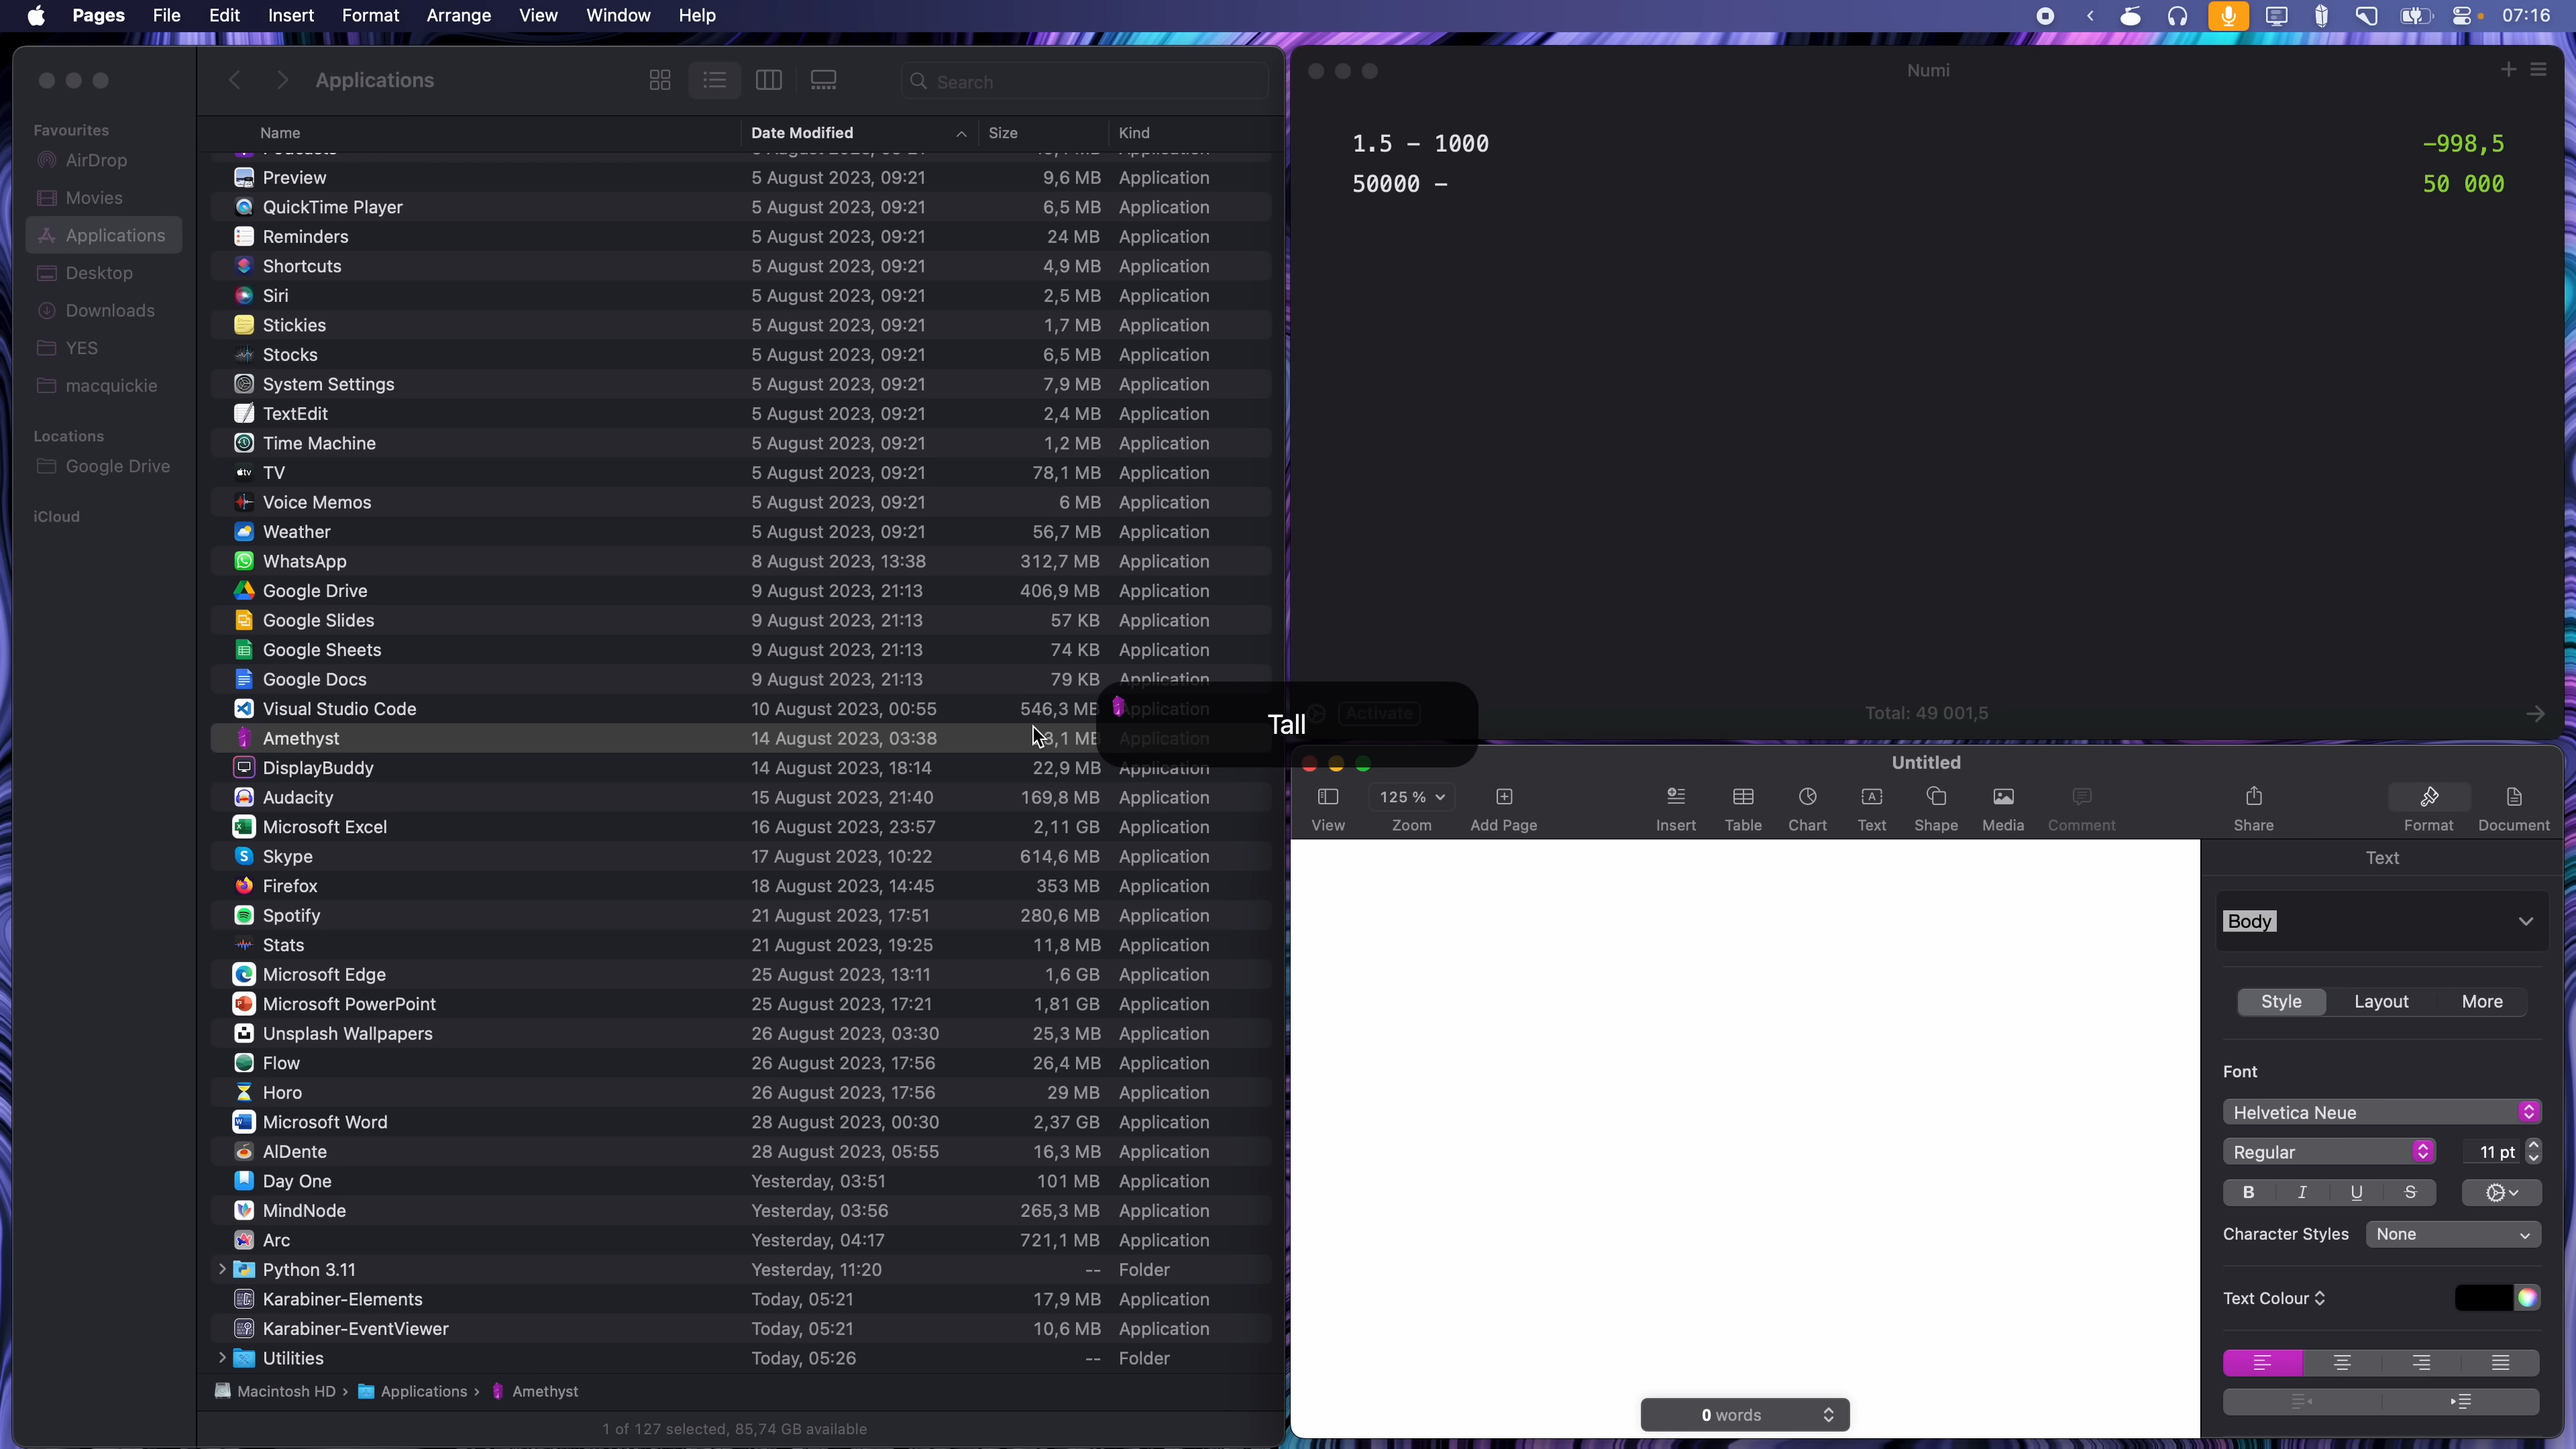 Pages File Edit Insert Format Arrange View Window Help 07:16
Applications
Search
Favourites
AirDrop
Movies
Applications
Desktop
Downloads
YES
macquickie
Locations
Google Drive
iCloud
Name Date Modified Size Kind
Preview 5 August 2023, 09:21 9,6 MB Application
QuickTime Player 5 August 2023, 09:21 6,5 MB Application
Reminders 5 August 2023, 09:21 24 MB Application
Shortcuts 5 August 2023, 09:21 4,9 MB Application
Siri 5 August 2023, 09:21 2,5 MB Application
Stickies 5 August 2023, 09:21 1,7 MB Application
Stocks 5 August 2023, 09:21 6,5 MB Application
System Settings 5 August 2023, 09:21 7,9 MB Application
TextEdit 5 August 2023, 09:21 2,4 MB Application
Time Machine 5 August 2023, 09:21 1,2 MB Application
TV 5 August 2023, 09:21 78,1 MB Application
Voice Memos 5 August 2023, 09:21 6 MB Application
Weather 5 August 2023, 09:21 56,7 MB Application
WhatsApp 8 August 2023, 13:38 312,7 MB Application
Google Drive 9 August 2023, 21:13 406,9 MB Application
Google Slides 9 August 2023, 21:13 57 KB Application
Google Sheets 9 August 2023, 21:13 74 KB Application
Google Docs 9 August 2023, 21:13 79 KB Application
Visual Studio Code 10 August 2023, 00:55 546,3 MB Application
Amethyst 14 August 2023, 03:38 MB Application
DisplayBuddy 14 August 2023, 18:14 22,9 MB Application
Audacity 15 August 2023, 21:40 169,8 MB Application
Microsoft Excel 16 August 2023, 23:57 2,11 GB Application
Skype 17 August 2023, 10:22 614,6 MB Application
Firefox 18 August 2023, 14:45 353 MB Application
Spotify 21 August 2023, 17:51 280,6 MB Application
Stats 21 August 2023, 19:25 11,8 MB Application
Microsoft Edge 25 August 2023, 13:11 1,6 GB Application
Microsoft PowerPoint 25 August 2023, 17:21 1,81 GB Application
Unsplash Wallpapers 26 August 2023, 03:30 25,3 MB Application
Flow 26 August 2023, 17:56 26,4 MB Application
Horo 26 August 2023, 17:56 29 MB Application
Microsoft Word 28 August 2023, 00:30 2,37 GB Application
AlDente 28 August 2023, 05:55 16,3 MB Application
Day One Yesterday, 03:51 101 MB Application
MindNode Yesterday, 03:56 265,3 MB Application
Arc Yesterday, 04:17 721,1 MB Application
Python 3.11 Yesterday, 11:20 -- Folder
Karabiner-Elements Today, 05:21 17,9 MB Application
Karabiner-EventViewer Today, 05:21 10,6 MB Application
Utilities Today, 05:26 -- Folder
Macintosh HD › Applications › Amethyst
1 of 127 selected, 85,74 GB available
Tall
Numi
1.5 – 1000 -998,5
50000 – 50 000
Activate Total: 49 001,5
Untitled
125 %
View Zoom Add Page Insert Table Chart Text Shape Media Comment Share Format Document
Text
Body
Style Layout More
Font
Helvetica Neue
Regular 11 pt
B I U S
Character Styles None
Text Colour
0 words